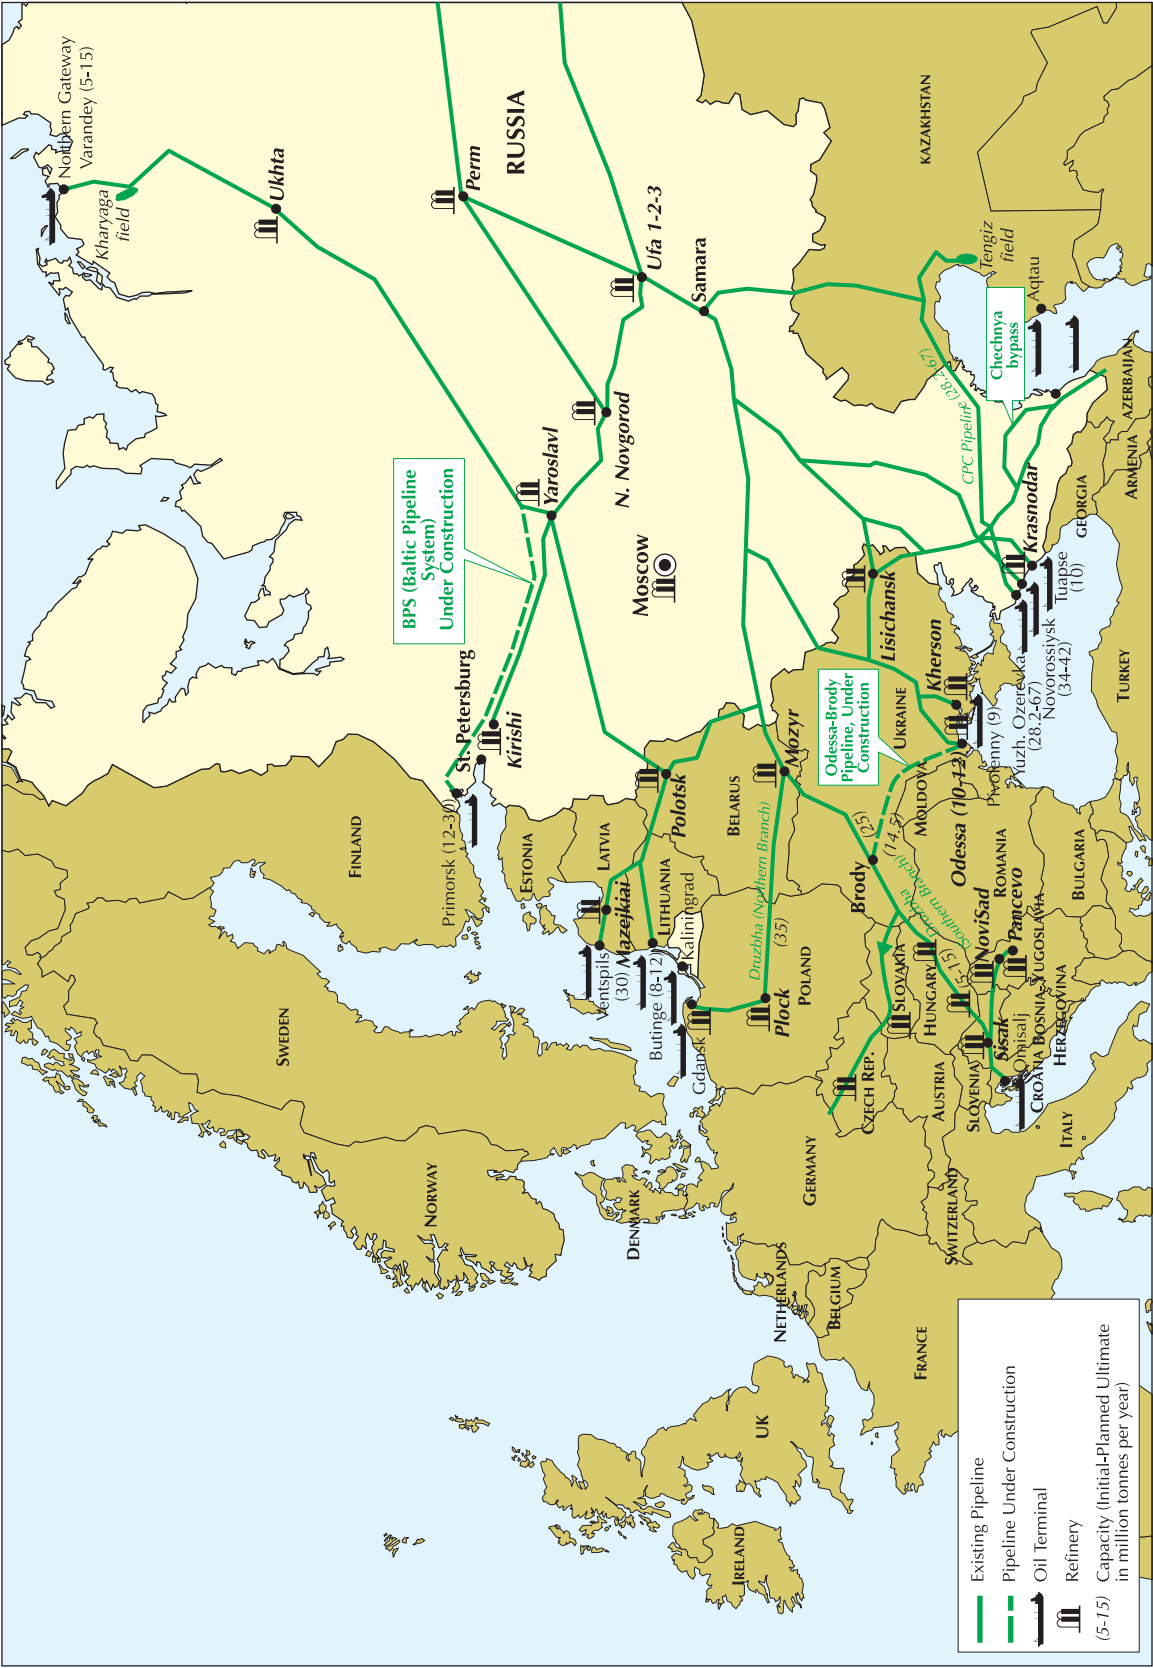 Northern Gateway
Varandey (5-15)
Kharyaga
field
Ukhta
Perm
RUSSIA
Ufa 1-2-3
Samara
KAZAKHSTAN
Tengiz
field
Aqtau
Chechnya
bypass
CPC Pipeline (28.2-67)
AZERBAIJAN
ARMENIA
GEORGIA
Krasnodar
Tuapse
(10)
Novorossiysk
(34-42)
Yuzh. Ozerevka
(28.2-67)
TURKEY
BPS (Baltic Pipeline
System)
Under Construction
Yaroslavl
N. Novgorod
Moscow
St. Petersburg
Kirishi
Primorsk (12-30)
FINLAND
ESTONIA
LATVIA
LITHUANIA
Polotsk
BELARUS
Mozyr
Lisichansk
Kherson
UKRAINE
Odessa-Brody
Pipeline, Under
Construction
Pivdenny (9)
Odessa (10-12)
MOLDOVA
(25)
(14.5)
Brody
Druzhba (Northern Branch)
(35)
Druzhba
(Southern Branch)
(5-15)
Ventspils
(30)
Mazejkiai
Butinge (8-12)
Kaliningrad
Gdansk
Plock
POLAND
SLOVAKIA
HUNGARY
ROMANIA
BULGARIA
NoviSad
Pancevo
YUGOSLAVIA
BOSNIA-
HERZEGOVINA
CROATIA
Sisak
Omisalj
SLOVENIA
AUSTRIA
CZECH REP.
ITALY
SWEDEN
NORWAY
DENMARK
GERMANY
SWITZERLAND
NETHERLANDS
BELGIUM
FRANCE
UK
IRELAND
Existing Pipeline
Pipeline Under Construction
Oil Terminal
Refinery
(5-15) Capacity (Initial-Planned Ultimate
in million tonnes per year)